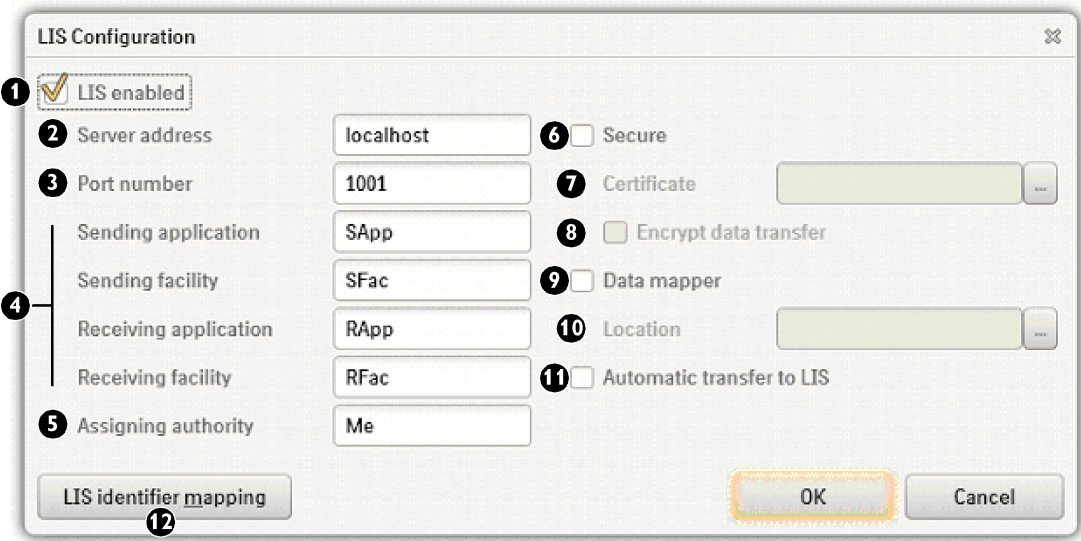 LIS Configuration
1 LIS enabled
2 Server address localhost 6 Secure
3 Port number 1001 7 Certificate ...
Sending application SApp 8 Encrypt data transfer
Sending facility SFac 9 Data mapper
4
Receiving application RApp 10 Location ...
Receiving facility RFac 11 Automatic transfer to LIS
5 Assigning authority Me
LIS identifier mapping OK Cancel
12